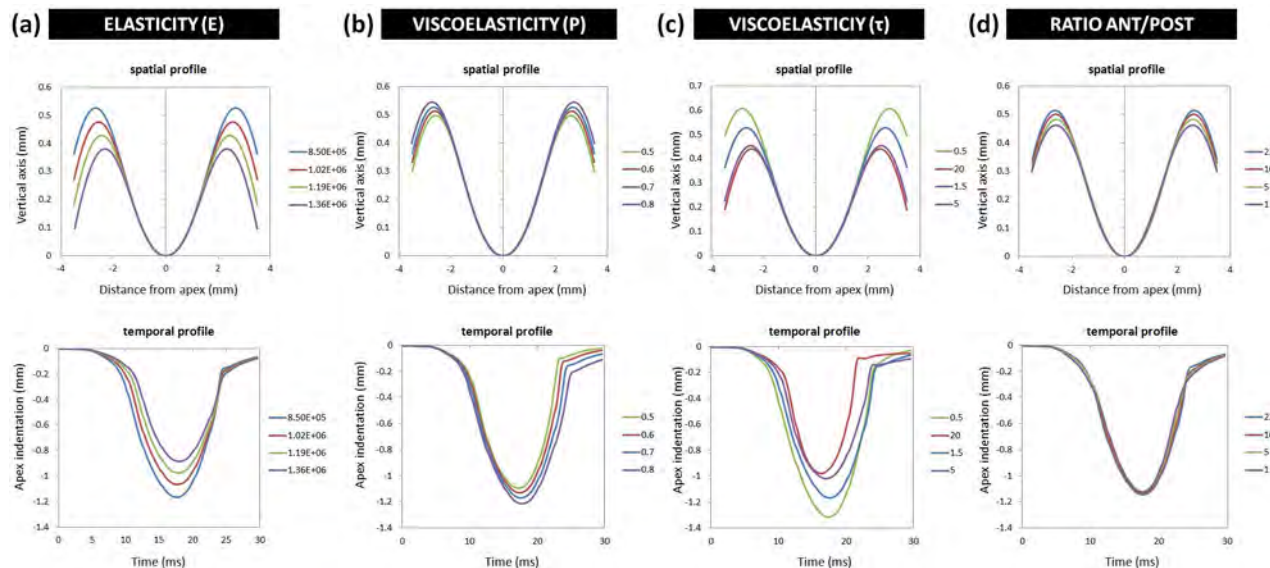 (a) ELASTICITY (E)
spatial profile
Vertical axis (mm)
0.6
0.5
0.4
0.3
0.2
0.1
0
-4 -2 0 2 4
Distance from apex (mm)
8.50E+05
1.02E+06
1.19E+06
1.36E+06
temporal profile
Apex indentation (mm)
0
-0.2
-0.4
-0.6
-0.8
-1
-1.2
-1.4
0 5 10 15 20 25 30
Time (ms)
8.50E+05
1.02E+06
1.19E+06
1.36E+06
(b) VISCOELASTICITY (P)
spatial profile
Vertical axis (mm)
0.6
0.5
0.4
0.3
0.2
0.1
0
-4 -2 0 2 4
Distance from apex (mm)
0.5
0.6
0.7
0.8
temporal profile
Apex indentation (mm)
0
-0.2
-0.4
-0.6
-0.8
-1
-1.2
-1.4
0 10 20 30
Time (ms)
0.5
0.6
0.7
0.8
(c) VISCOELASTICIY (τ)
spatial profile
Vertical axis (mm)
0.7
0.6
0.5
0.4
0.3
0.2
0.1
0
-4 -2 0 2 4
Distance from apex (mm)
0.5
20
1.5
5
temporal profile
Apex indentation (mm)
0
-0.2
-0.4
-0.6
-0.8
-1
-1.2
-1.4
0 10 20 30
Time (ms)
0.5
20
1.5
5
(d) RATIO ANT/POST
spatial profile
Vertical axis (mm)
0.6
0.5
0.4
0.3
0.2
0.1
0
-4 -2 0 2 4
Distance from apex (mm)
5
1
temporal profile
Apex indentation (mm)
0
-0.2
-0.4
-0.6
-0.8
-1
-1.2
-1.4
0 10 20 30
Time (ms)
5
1